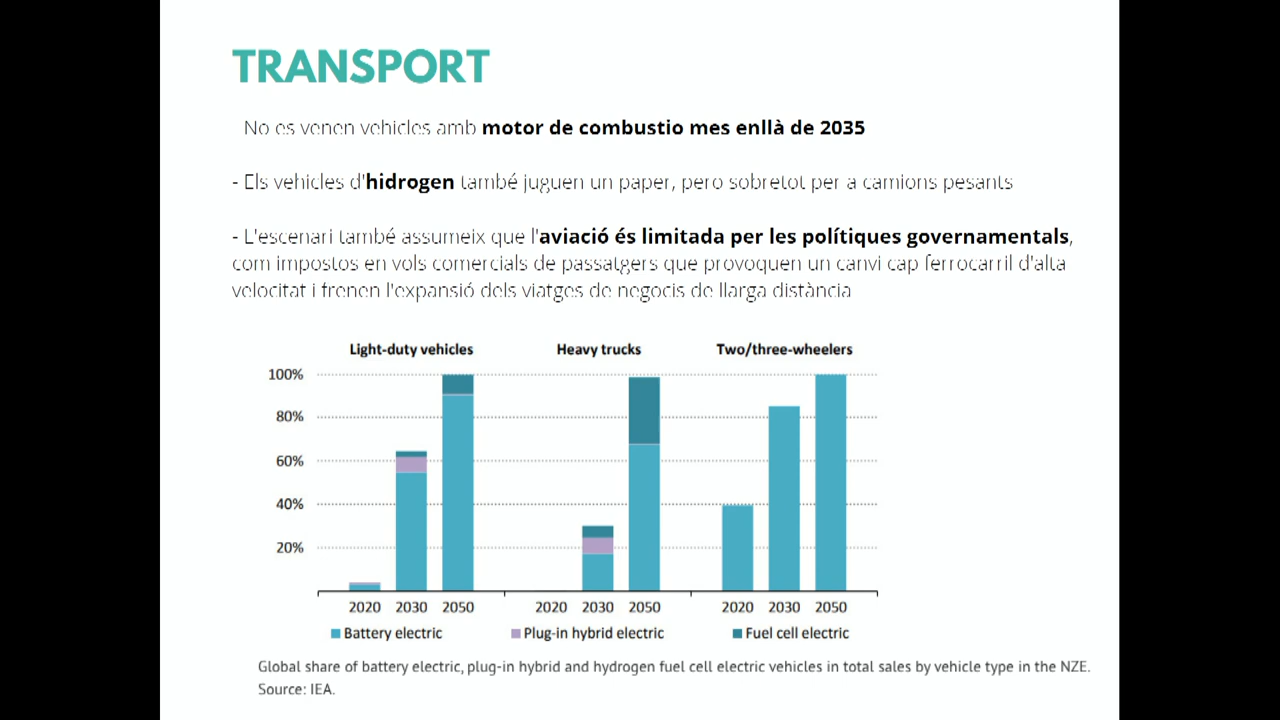 TRANSPORT
No es venen vehicles amb motor de combustio mes enllà de 2035
- Els vehicles d'hidrogen també juguen un paper, pero sobretot per a camions pesants
- L'escenari també assumeix que l'aviació és limitada per les polítiques governamentals,
com impostos en vols comercials de passatgers que provoquen un canvi cap ferrocarril d'alta
velocitat i frenen l'expansió dels viatges de negocis de llarga distància
Light-duty vehicles Heavy trucks Two/three-wheelers
100%
80%
60%
40%
20%
2020 2030 2050 2020 2030 2050 2020 2030 2050
Battery electric Plug-in hybrid electric Fuel cell electric
Global share of battery electric, plug-in hybrid and hydrogen fuel cell electric vehicles in total sales by vehicle type in the NZE.
Source: IEA.